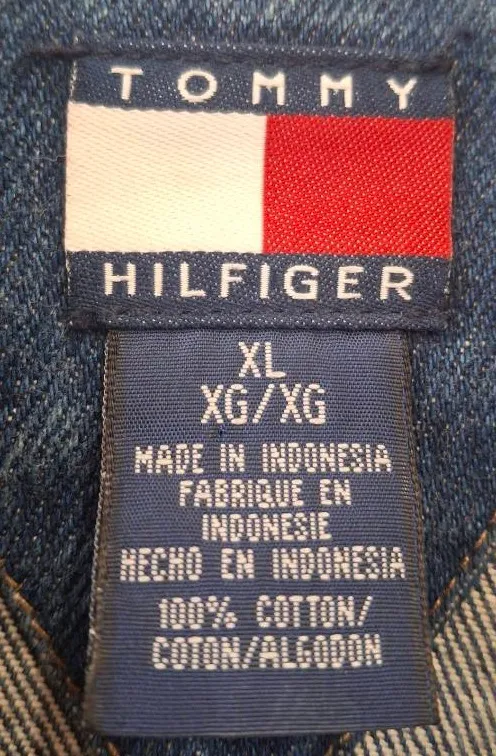 TOMMY
HILFIGER
XL
XG/XG
MADE IN INDONESIA
FABRIQUE EN
INDONESIE
HECHO EN INDONESIA
100% COTTON/
COTON/ALGODON